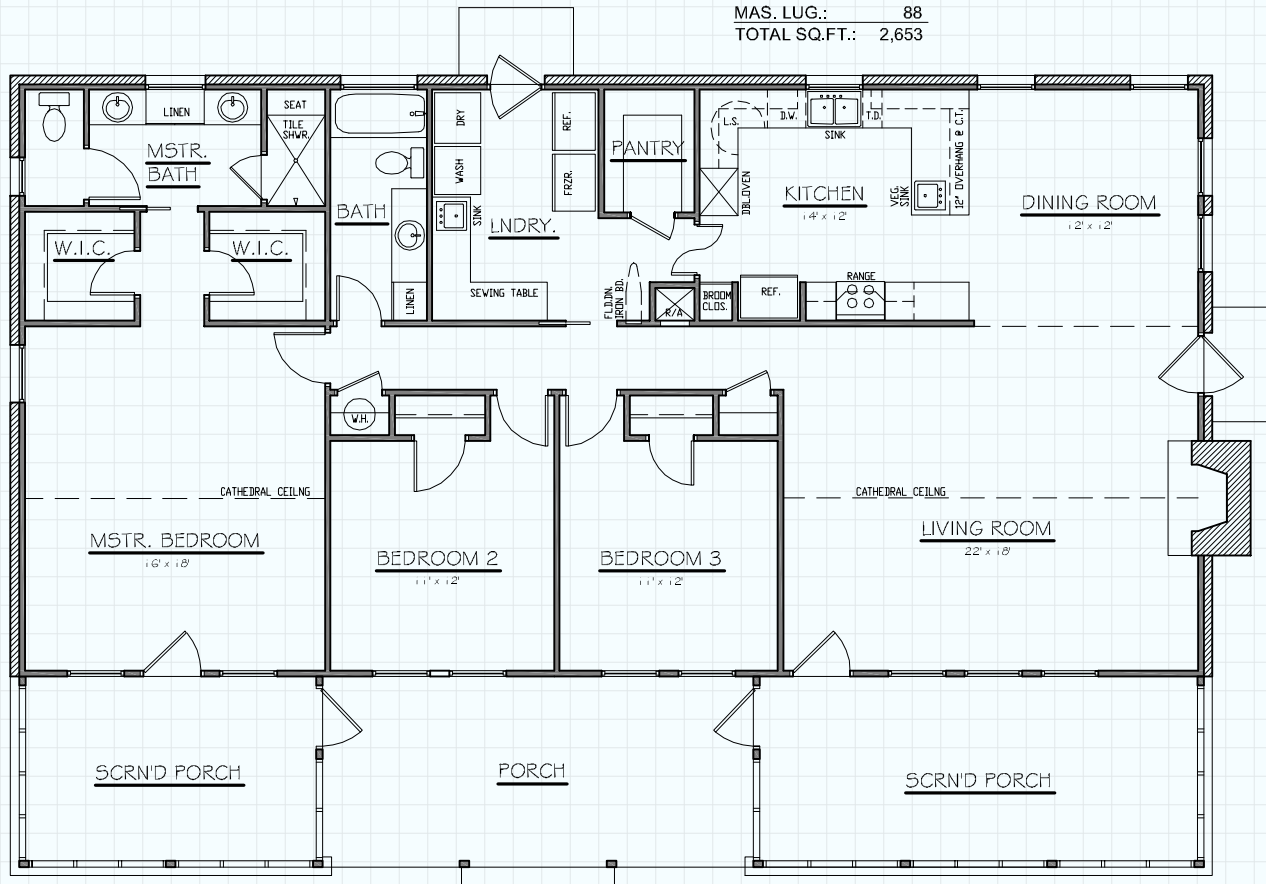 MAS. LUG.: 88
TOTAL SQ.FT.: 2,653
LINEN
SEAT
TILE
SHWR.
MSTR.
BATH
DRY
WASH
REF.
FRZR.
PANTRY
L.S.
D.W.
SINK
T.D.
DBL.OVEN
KITCHEN
14' x 12'
VEG.
SINK
12" OVERHANG @ C.T.
DINING ROOM
12' x 12'
W.I.C.
W.I.C.
BATH
LINEN
SINK
LNDRY.
SEWING TABLE
FLD.DN.
IRON BD.
R/A
BROOM
CLOS.
REF.
RANGE
W.H.
CATHEDRAL CEILNG
MSTR. BEDROOM
16' x 18'
BEDROOM 2
11' x 12'
BEDROOM 3
11' x 12'
CATHEDRAL CEILNG
LIVING ROOM
22' x 18'
SCRN'D PORCH
PORCH
SCRN'D PORCH